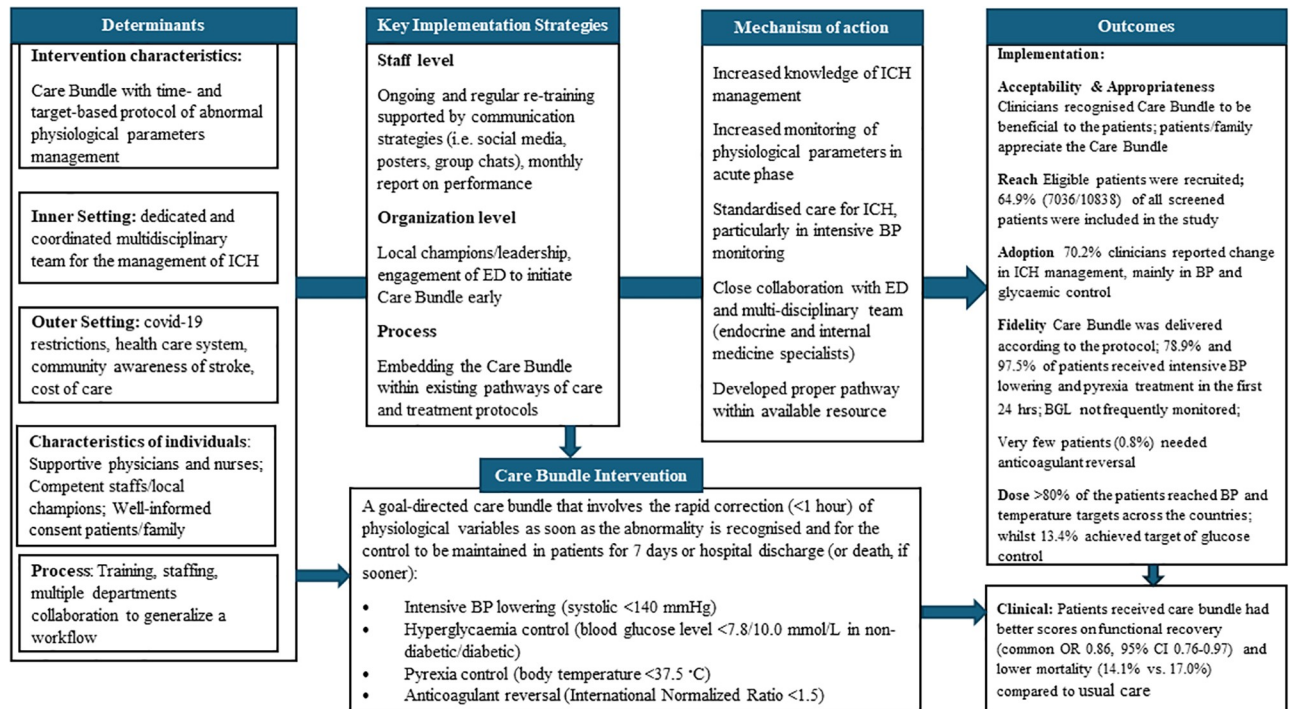 Determinants
Intervention characteristics:
Care Bundle with time- and
target-based protocol of abnormal
physiological parameters
management
Inner Setting: dedicated and
coordinated multidisciplinary
team for the management of ICH
Outer Setting: covid-19
restrictions, health care system,
community awareness of stroke,
cost of care
Characteristics of individuals:
Supportive physicians and nurses;
Competent staffs/local
champions; Well-informed
consent patients/family
Process: Training, staffing,
multiple departments
collaboration to generalize a
workflow
Key Implementation Strategies
Staff level
Ongoing and regular re-training
supported by communication
strategies (i.e. social media,
posters, group chats), monthly
report on performance
Organization level
Local champions/leadership,
engagement of ED to initiate
Care Bundle early
Process
Embedding the Care Bundle
within existing pathways of care
and treatment protocols
Mechanism of action
Increased knowledge of ICH
management
Increased monitoring of
physiological parameters in
acute phase
Standardised care for ICH,
particularly in intensive BP
monitoring
Close collaboration with ED
and multi-disciplinary team
(endocrine and internal
medicine specialists)
Developed proper pathway
within available resource
Care Bundle Intervention
A goal-directed care bundle that involves the rapid correction (<1 hour) of
physiological variables as soon as the abnormality is recognised and for the
control to be maintained in patients for 7 days or hospital discharge (or death, if
sooner):
• Intensive BP lowering (systolic <140 mmHg)
• Hyperglycaemia control (blood glucose level <7.8/10.0 mmol/L in non-
diabetic/diabetic)
• Pyrexia control (body temperature <37.5 °C)
• Anticoagulant reversal (International Normalized Ratio <1.5)
Outcomes
Implementation:
Acceptability & Appropriateness
Clinicians recognised Care Bundle to be
beneficial to the patients; patients/family
appreciate the Care Bundle
Reach Eligible patients were recruited;
64.9% (7036/10838) of all screened
patients were included in the study
Adoption 70.2% clinicians reported change
in ICH management, mainly in BP and
glycaemic control
Fidelity Care Bundle was delivered
according to the protocol; 78.9% and
97.5% of patients received intensive BP
lowering and pyrexia treatment in the first
24 hrs; BGL not frequently monitored;
Very few patients (0.8%) needed
anticoagulant reversal
Dose >80% of the patients reached BP and
temperature targets across the countries;
whilst 13.4% achieved target of glucose
control
Clinical: Patients received care bundle had
better scores on functional recovery
(common OR 0.86, 95% CI 0.76-0.97) and
lower mortality (14.1% vs. 17.0%)
compared to usual care